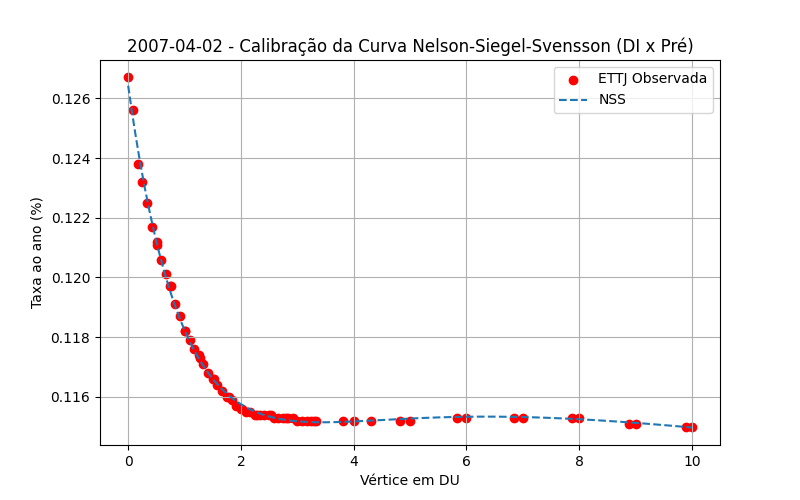 2007-04-02 - Calibração da Curva Nelson-Siegel-Svensson (DI x Pré)
ETTJ Observada
NSS
Taxa ao ano (%)
0.126
0.124
0.122
0.120
0.118
0.116
0 2 4 6 8 10
Vértice em DU